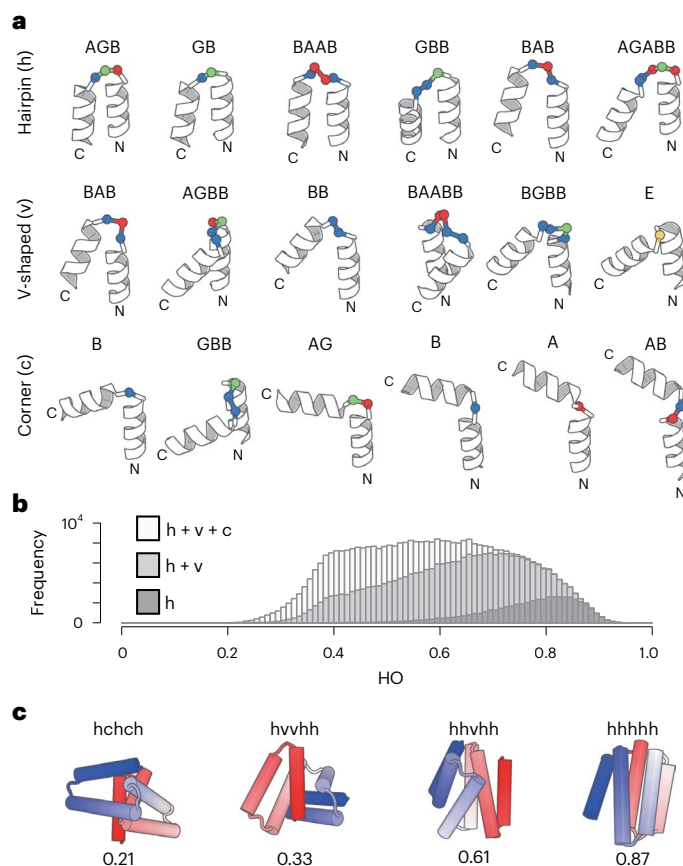 a
Hairpin (h)
AGB GB BAAB GBB BAB AGABB
C N C N C N C N C N C N
V-shaped (v)
BAB AGBB BB BAABB BGBB E
C N C N C N C N C N C N
Corner (c)
B GBB AG B A AB
C N C N C N C N C N C N
b
Frequency
10⁴
0
h + v + c
h + v
h
0 0.2 0.4 0.6 0.8 1.0
HO
c
hchch hvvhh hhvhh hhhhh
0.21 0.33 0.61 0.87